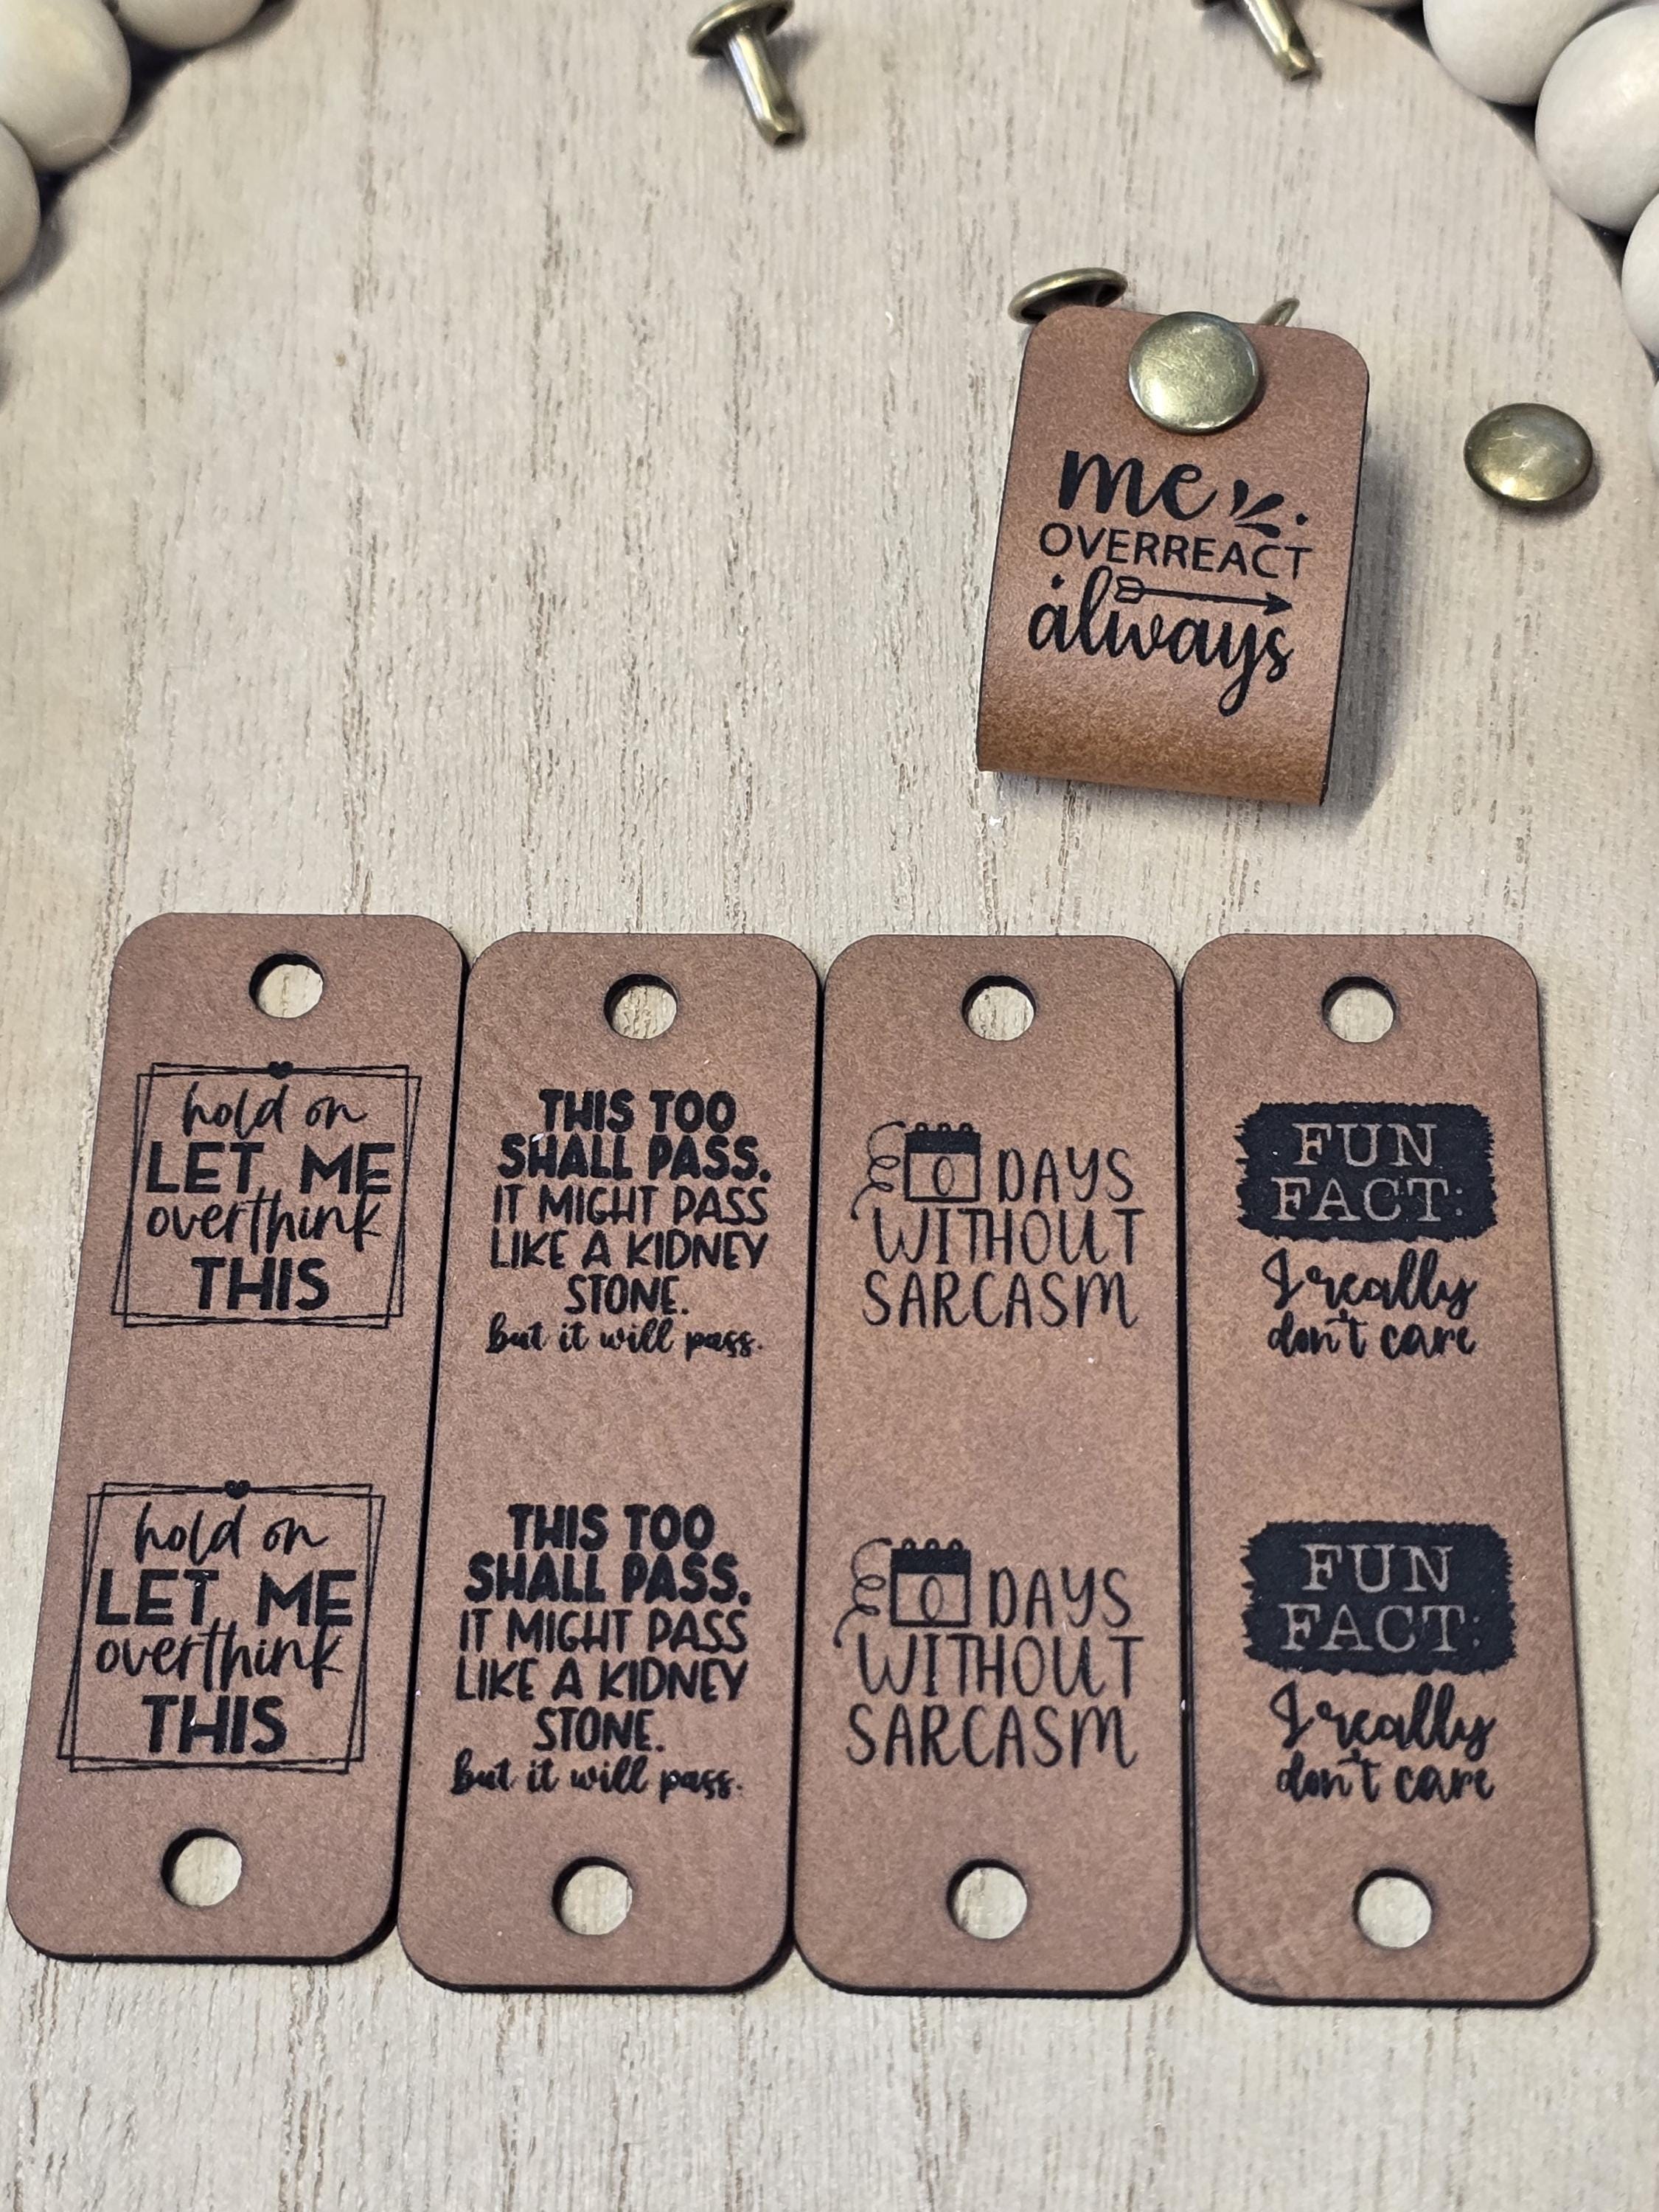 me
OVERREACT
always
hold on
LET ME
overthink
THIS
hold on
LET ME
overthink
THIS
THIS TOO
SHALL PASS.
IT MIGHT PASS
LIKE A KIDNEY
STONE.
but it will pass.
THIS TOO
SHALL PASS.
IT MIGHT PASS
LIKE A KIDNEY
STONE.
but it will pass.
0 DAYS
WITHOUT
SARCASM
0 DAYS
WITHOUT
SARCASM
FUN
FACT:
I really
don't care
FUN
FACT:
I really
don't care